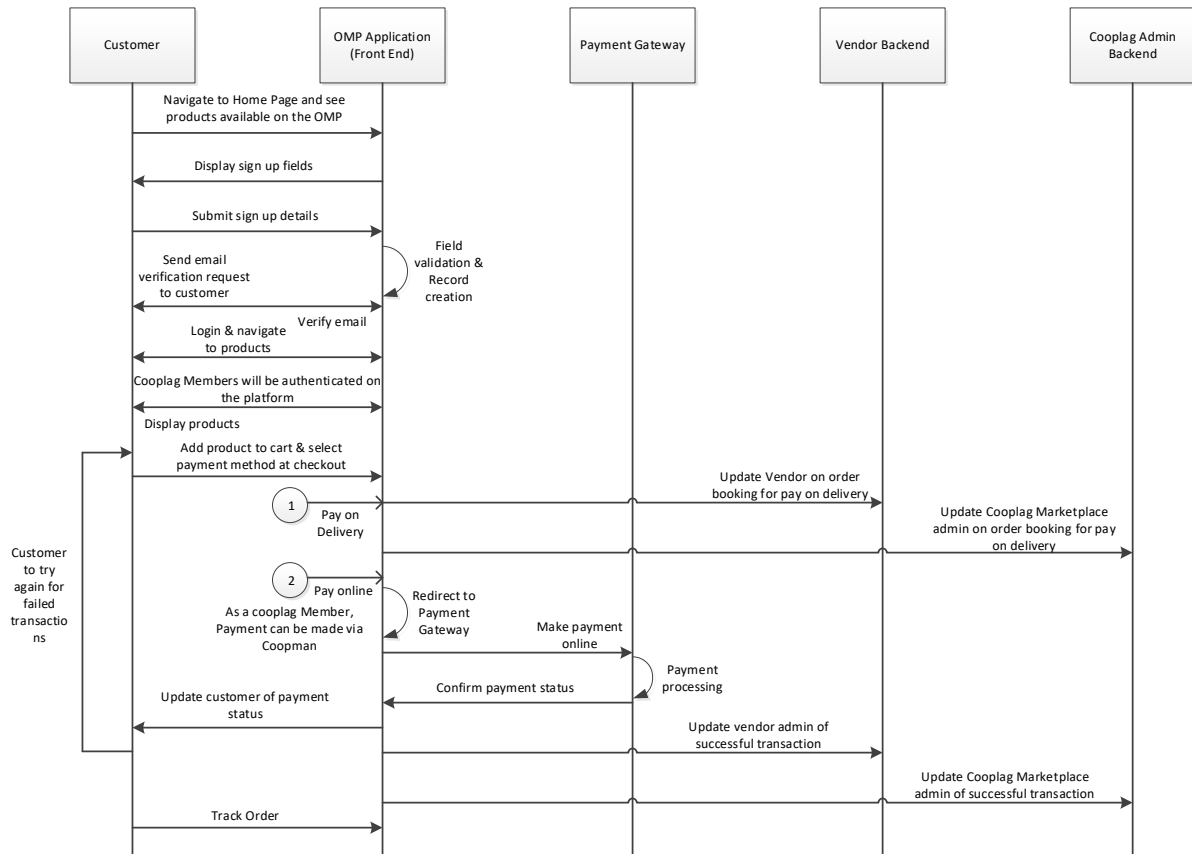 Customer
OMP Application
(Front End)
Payment Gateway
Vendor Backend
Cooplag Admin
Backend
Navigate to Home Page and see
products available on the OMP
Display sign up fields
Submit sign up details
Field
validation &
Record
creation
Send email
verification request
to customer
Verify email
Login & navigate
to products
Cooplag Members will be authenticated on
the platform
Display products
Add product to cart & select
payment method at checkout
1
Pay on
Delivery
Update Vendor on order
booking for pay on delivery
Update Cooplag Marketplace
admin on order booking for pay
on delivery
Customer
to try
again for
failed
transactio
ns
2
Pay online
As a cooplag Member,
Payment can be made via
Coopman
Redirect to
Payment
Gateway
Make payment
online
Payment
processing
Confirm payment status
Update customer of payment
status
Update vendor admin of
successful transaction
Update Cooplag Marketplace
admin of successful transaction
Track Order